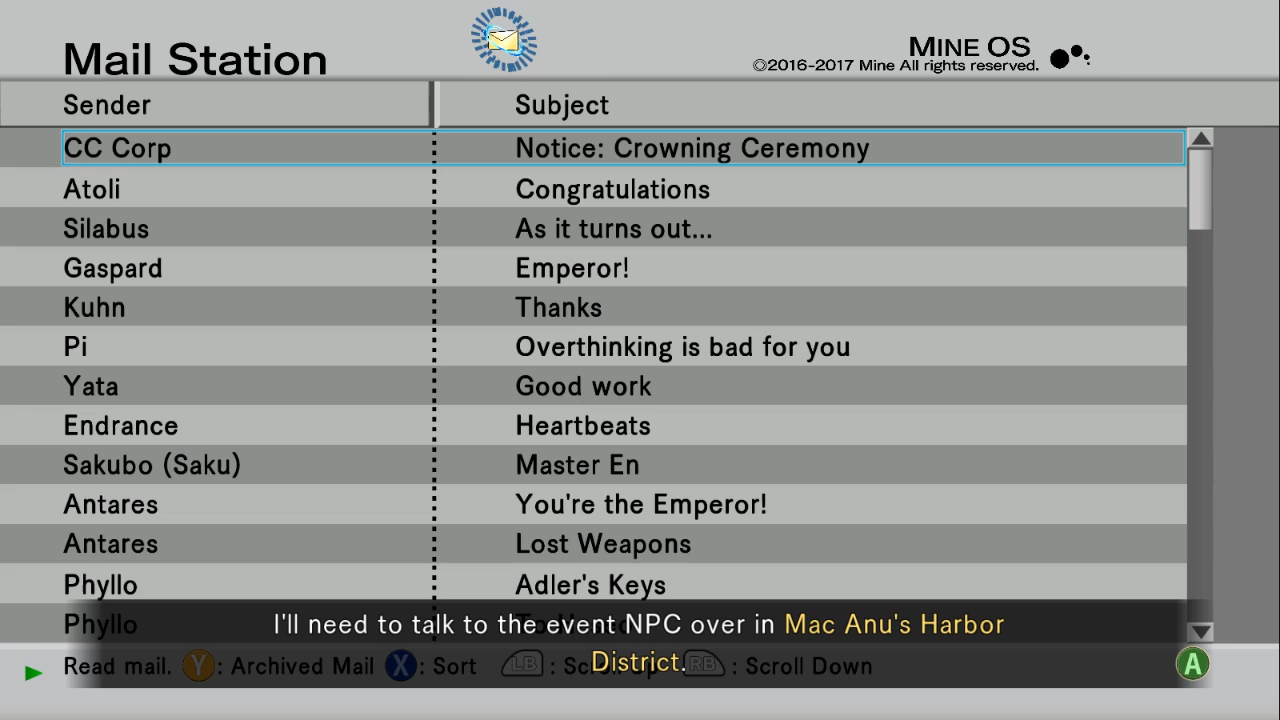 Mail Station
MINE OS
©2016-2017 Mine All rights reserved.
Sender Subject
CC Corp Notice: Crowning Ceremony
Atoli Congratulations
Silabus As it turns out...
Gaspard Emperor!
Kuhn Thanks
Pi Overthinking is bad for you
Yata Good work
Endrance Heartbeats
Sakubo (Saku) Master En
Antares You're the Emperor!
Antares Lost Weapons
Phyllo Adler's Keys
Phyllo
I'll need to talk to the event NPC over in Mac Anu's Harbor
District.
Read mail. Y: Archived Mail X: Sort LB: Scroll Up RB: Scroll Down
A